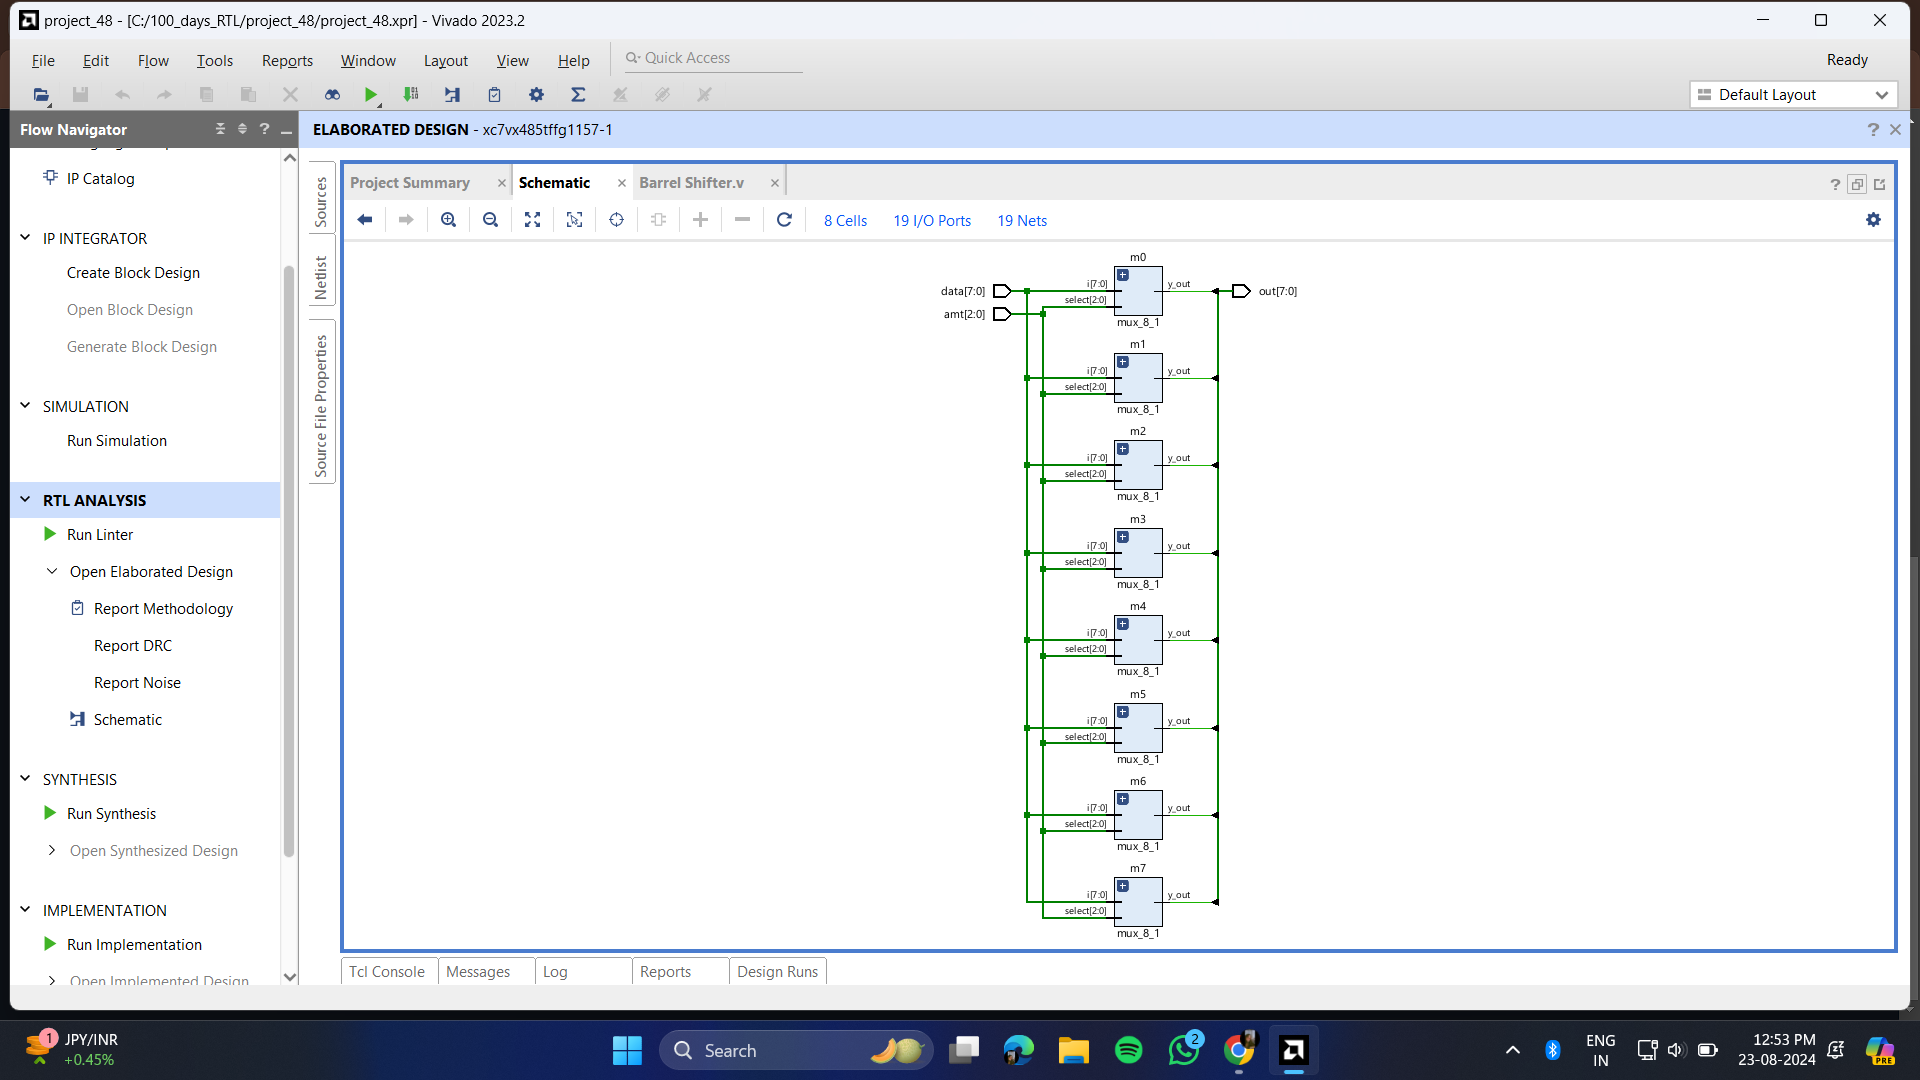 project_48 - [C:/100_days_RTL/project_48/project_48.xpr] - Vivado 2023.2
File Edit Flow Tools Reports Window Layout View Help
Quick Access
Ready
Default Layout
Flow Navigator
ELABORATED DESIGN - xc7vx485tffg1157-1
IP Catalog
IP INTEGRATOR
Create Block Design
Open Block Design
Generate Block Design
SIMULATION
Run Simulation
RTL ANALYSIS
Run Linter
Open Elaborated Design
Report Methodology
Report DRC
Report Noise
Schematic
SYNTHESIS
Run Synthesis
Open Synthesized Design
IMPLEMENTATION
Run Implementation
Open Implemented Design
Sources
Netlist
Source File Properties
Project Summary Schematic Barrel Shifter.v
8 Cells 19 I/O Ports 19 Nets
data[7:0]
amt[2:0]
out[7:0]
m0
i[7:0] y_out
select[2:0]
mux_8_1
m1
i[7:0] y_out
select[2:0]
mux_8_1
m2
i[7:0] y_out
select[2:0]
mux_8_1
m3
i[7:0] y_out
select[2:0]
mux_8_1
m4
i[7:0] y_out
select[2:0]
mux_8_1
m5
i[7:0] y_out
select[2:0]
mux_8_1
m6
i[7:0] y_out
select[2:0]
mux_8_1
m7
i[7:0] y_out
select[2:0]
mux_8_1
Tcl Console Messages Log Reports Design Runs
1
JPY/INR
+0.45%
Search
2
ENG
IN
12:53 PM
23-08-2024
PRE